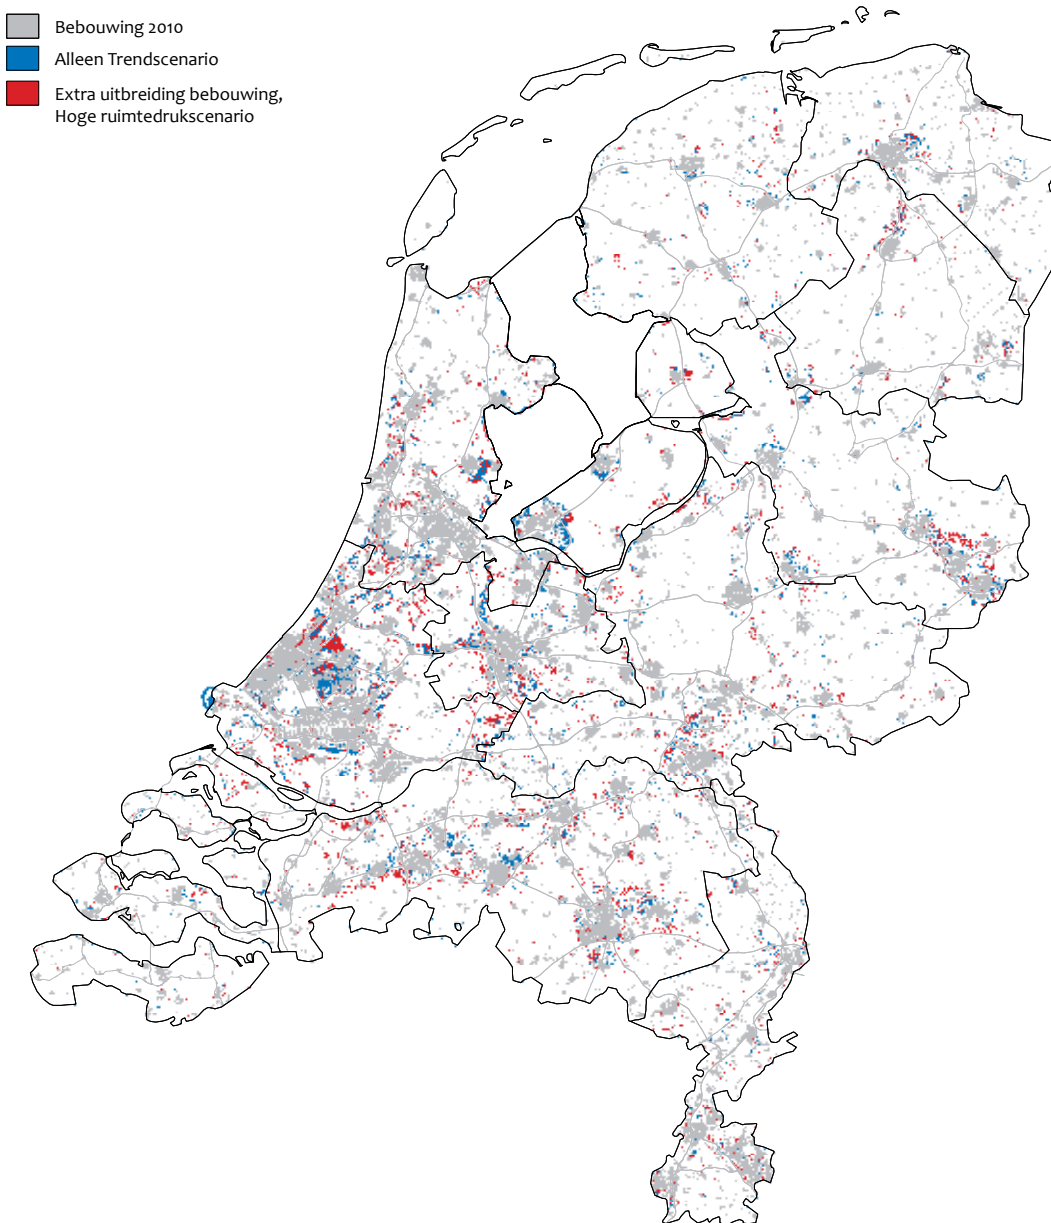 Bebouwing 2010
Alleen Trendscenario
Extra uitbreiding bebouwing,
Hoge ruimtedrukscenario